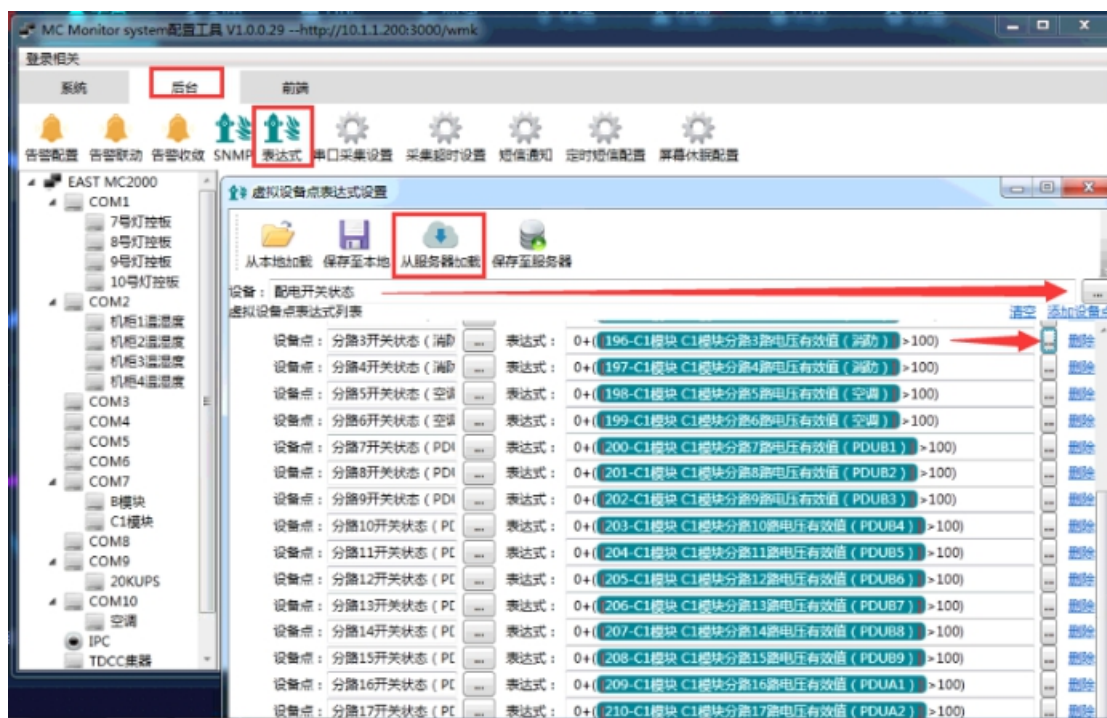 MC Monitor system配置工具 V1.0.0.29 --http://10.1.1.200:3000/wmk
登录相关
系统 后台 前端
告警配置 告警联动 告警收敛 SNMP 表达式 串口采集设置 采集超时设置 短信通知 定时短信配置 屏幕休眠配置
EAST MC2000
COM1
7号灯控板
8号灯控板
9号灯控板
10号灯控板
COM2
机柜1温湿度
机柜2温湿度
机柜3温湿度
机柜4温湿度
COM3
COM4
COM5
COM6
COM7
B模块
C1模块
COM8
COM9
20KUPS
COM10
空调
IPC
TDCC集器
虚拟设备点表达式设置
从本地加载 保存至本地 从服务器加载 保存至服务器
设备： 配电开关状态 ...
虚拟设备点表达式列表 清空 添加设备点
设备点： 分路3开关状态（消防 ... 表达式： 0+(196-C1模块 C1模块分路3路电压有效值（消防）>100) ... 删除
设备点： 分路4开关状态（消防 ... 表达式： 0+(197-C1模块 C1模块分路4路电压有效值（消防）>100) ... 删除
设备点： 分路5开关状态（空调 ... 表达式： 0+(198-C1模块 C1模块分路5路电压有效值（空调）>100) ... 删除
设备点： 分路6开关状态（空调 ... 表达式： 0+(199-C1模块 C1模块分路6路电压有效值（空调）>100) ... 删除
设备点： 分路7开关状态（PDU ... 表达式： 0+(200-C1模块 C1模块分路7路电压有效值（PDUB1）>100) ... 删除
设备点： 分路8开关状态（PDU ... 表达式： 0+(201-C1模块 C1模块分路8路电压有效值（PDUB2）>100) ... 删除
设备点： 分路9开关状态（PDU ... 表达式： 0+(202-C1模块 C1模块分路9路电压有效值（PDUB3）>100) ... 删除
设备点： 分路10开关状态（PD ... 表达式： 0+(203-C1模块 C1模块分路10路电压有效值（PDUB4）>100) ... 删除
设备点： 分路11开关状态（PD ... 表达式： 0+(204-C1模块 C1模块分路11路电压有效值（PDUB5）>100) ... 删除
设备点： 分路12开关状态（PD ... 表达式： 0+(205-C1模块 C1模块分路12路电压有效值（PDUB6）>100) ... 删除
设备点： 分路13开关状态（PD ... 表达式： 0+(206-C1模块 C1模块分路13路电压有效值（PDUB7）>100) ... 删除
设备点： 分路14开关状态（PD ... 表达式： 0+(207-C1模块 C1模块分路14路电压有效值（PDUB8）>100) ... 删除
设备点： 分路15开关状态（PD ... 表达式： 0+(208-C1模块 C1模块分路15路电压有效值（PDUB9）>100) ... 删除
设备点： 分路16开关状态（PD ... 表达式： 0+(209-C1模块 C1模块分路16路电压有效值（PDUA1）>100) ... 删除
设备点： 分路17开关状态（PD ... 表达式： 0+(210-C1模块 C1模块分路17路电压有效值（PDUA2）>100) ... 删除